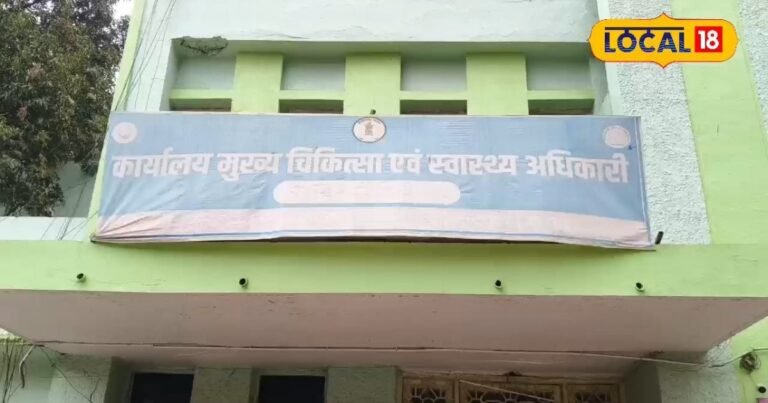 LOCAL 18
कार्यालय मुख्य चिकित्सा एवं स्वास्थ्य अधिकारी